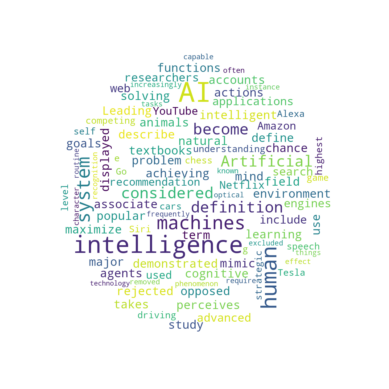 capable
functions often
researchers increasingly
web accounts instance
solving AI actions tasks
Leading YouTube applications
competing animals intelligent Alexa
self describe become Amazon
goals natural define
textbooks understanding chance highest
displayed problem chess Artificial
e Go achieving mind known search
routine character recognition recommendation Netflix field
system considered environment
level associate cars optical engines
popular definition include use
maximize Siri machines learning
intelligence excluded speech
major term g things
demonstrated mimic strategic human Tesla
agents used cognitive effect
technology removed phenomenon required
takes perceives game
rejected opposed
driving advanced
study